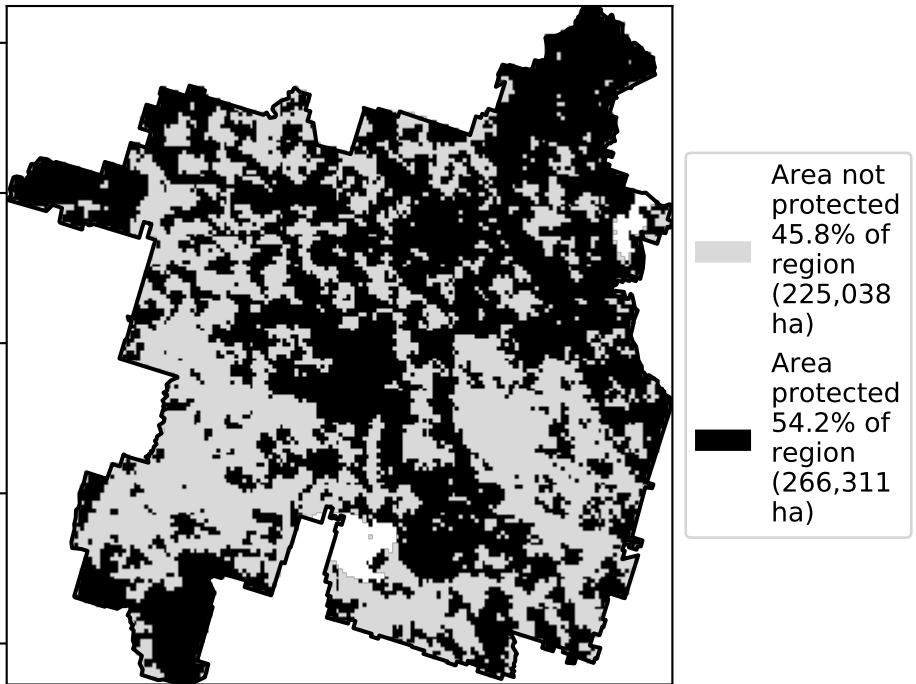 Area not
protected
45.8% of
region
(225,038
ha)
Area
protected
54.2% of
region
(266,311
ha)